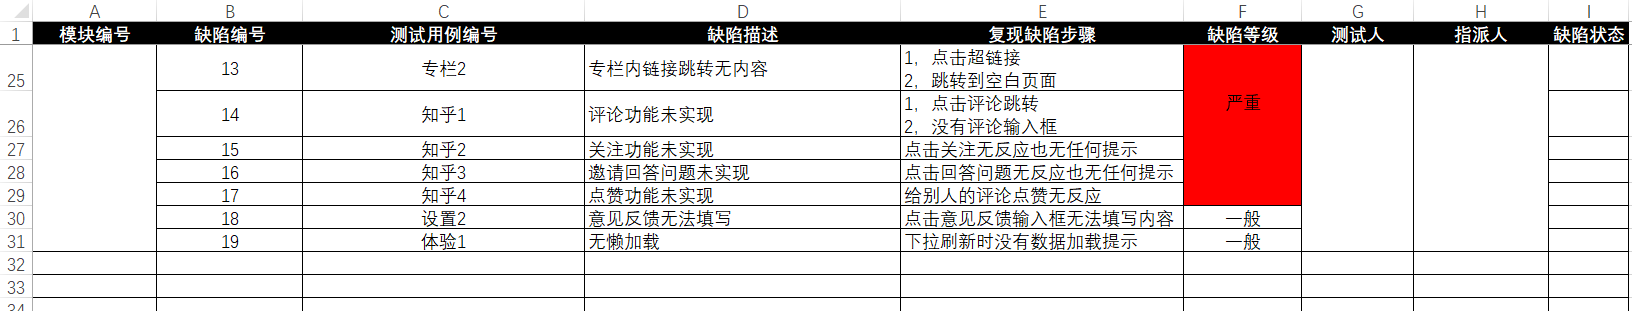 A B C D E F G H I
1 模块编号 缺陷编号 测试用例编号 缺陷描述 复现缺陷步骤 缺陷等级 测试人 指派人 缺陷状态
25 13 专栏2 专栏内链接跳转无内容 1，点击超链接
2，跳转到空白页面
严重
26 14 知乎1 评论功能未实现 1，点击评论跳转
2，没有评论输入框
27 15 知乎2 关注功能未实现 点击关注无反应也无任何提示
28 16 知乎3 邀请回答问题未实现 点击回答问题无反应也无任何提示
29 17 知乎4 点赞功能未实现 给别人的评论点赞无反应
30 18 设置2 意见反馈无法填写 点击意见反馈输入框无法填写内容 一般
31 19 体验1 无懒加载 下拉刷新时没有数据加载提示 一般
32
33
34